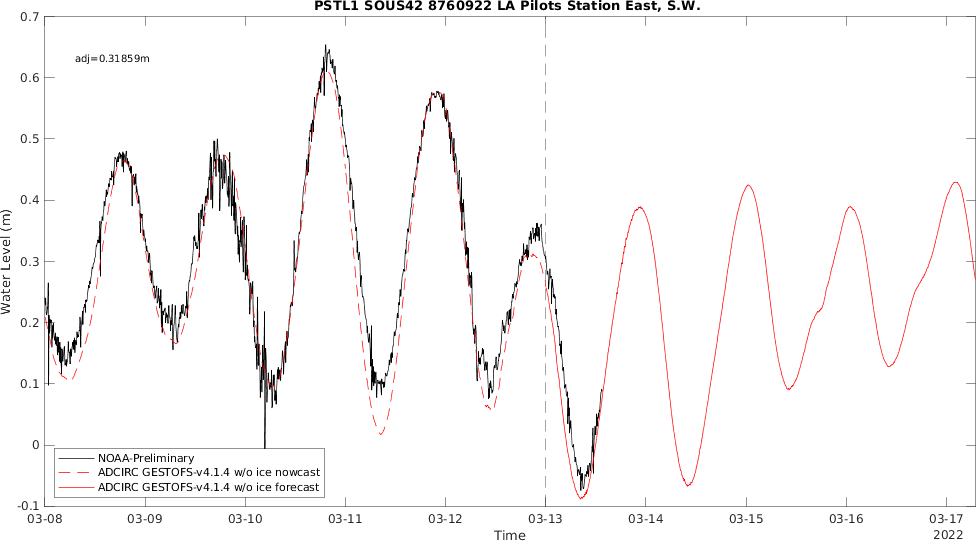 PSTL1 SOUS42 8760922 LA Pilots Station East, S.W.
adj=0.31859m
Water Level (m)
0.7
0.6
0.5
0.4
0.3
0.2
0.1
0
-0.1
NOAA-Preliminary
ADCIRC GESTOFS-v4.1.4 w/o ice nowcast
ADCIRC GESTOFS-v4.1.4 w/o ice forecast
03-08 03-09 03-10 03-11 03-12 03-13 03-14 03-15 03-16 03-17
Time
2022